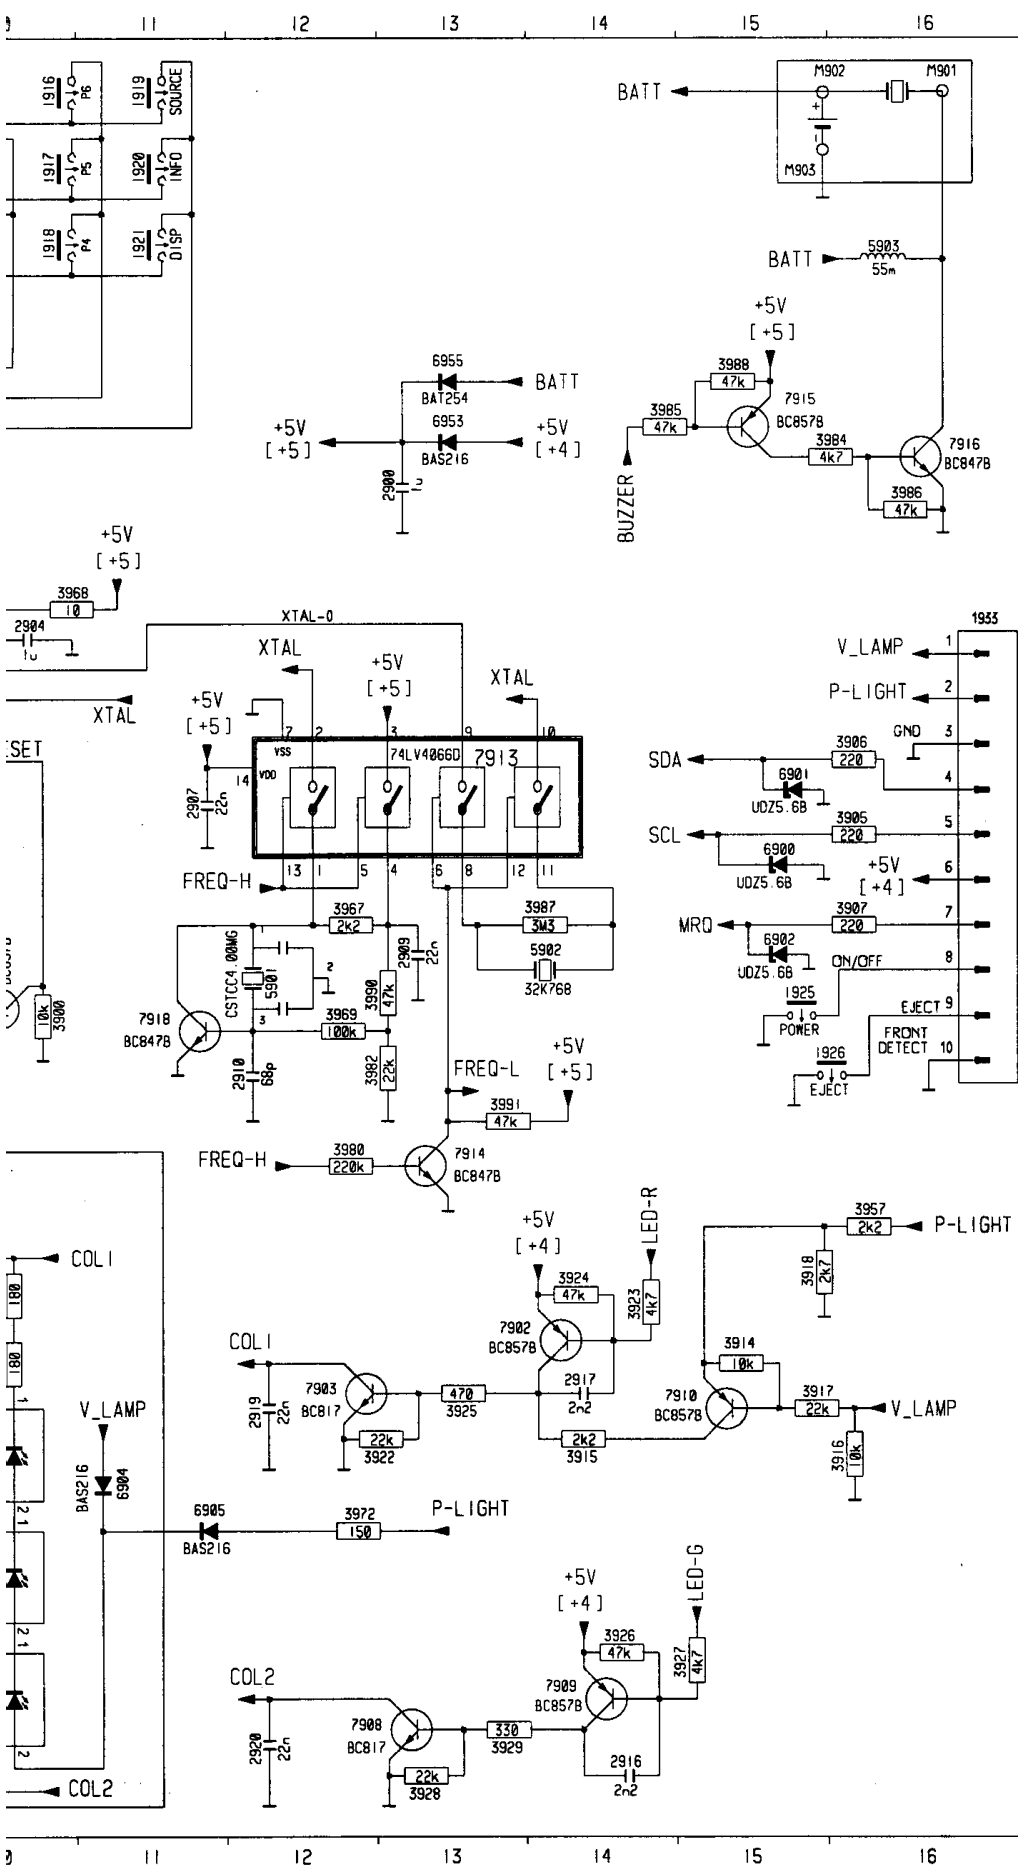 11 12 13 14 15 16
1916 P6
1919 SOURCE
1917 P5
1920 INFO
1918 P4
1921 DISP
BATT
M902
M901
+
-
M903
BATT
5903
55m
+5V
[+5]
6955
BAT254
BATT
+5V
[+5]
6953
BAS216
+5V
[+4]
2900
3988
47k
3985
47k
7915
BC857B
3984
4k7
7916
BC847B
3986
47k
BUZZER
+5V
[+5]
3968
10
2904
1u
XTAL-O
XTAL
+5V
[+5]
XTAL
XTAL
+5V
[+5]
7 2 3 9 10
VSS
74LV4066D 7913
14
VDD
2907
22n
13 1 5 4 6 8 12 11
FREQ-H
1933
V_LAMP 1
P-LIGHT 2
GND 3
SDA
3906
220
4
6901
UDZ5.6B
SCL
3905
220
5
6900
UDZ5.6B
+5V
[+4]
6
MRQ
3907
220
7
6902
UDZ5.6B
ON/OFF 8
1925
POWER
EJECT 9
FRONT
DETECT 10
1926
EJECT
3967
2k2
3987
3M3
5902
32K768
2909
22n
CSTCC4.00MG
5901
1
2
3
3990
47k
7918
BC847B
3969
100k
2910
68p
3982
22k
3900
10k
FREQ-L
+5V
[+5]
3991
47k
FREQ-H
3980
220k
7914
BC847B
COL1
180
180
1
2 1
2 1
2
V_LAMP
BAS216
6904
COL2
6905
BAS216
3972
150
P-LIGHT
+5V
[+4]
LED-R
3924
47k
3923
4k7
7902
BC857B
COL1
7903
BC817
470
3925
2917
2n2
2919
22n
22k
3922
2k2
3915
3957
2k2
P-LIGHT
3918
2k7
3914
10k
7910
BC857B
3917
22k
V_LAMP
3916
10k
+5V
[+4]
LED-G
3926
47k
3927
4k7
7909
BC857B
COL2
7908
BC817
330
3929
2920
22n
22k
3928
2916
2n2
11 12 13 14 15 16